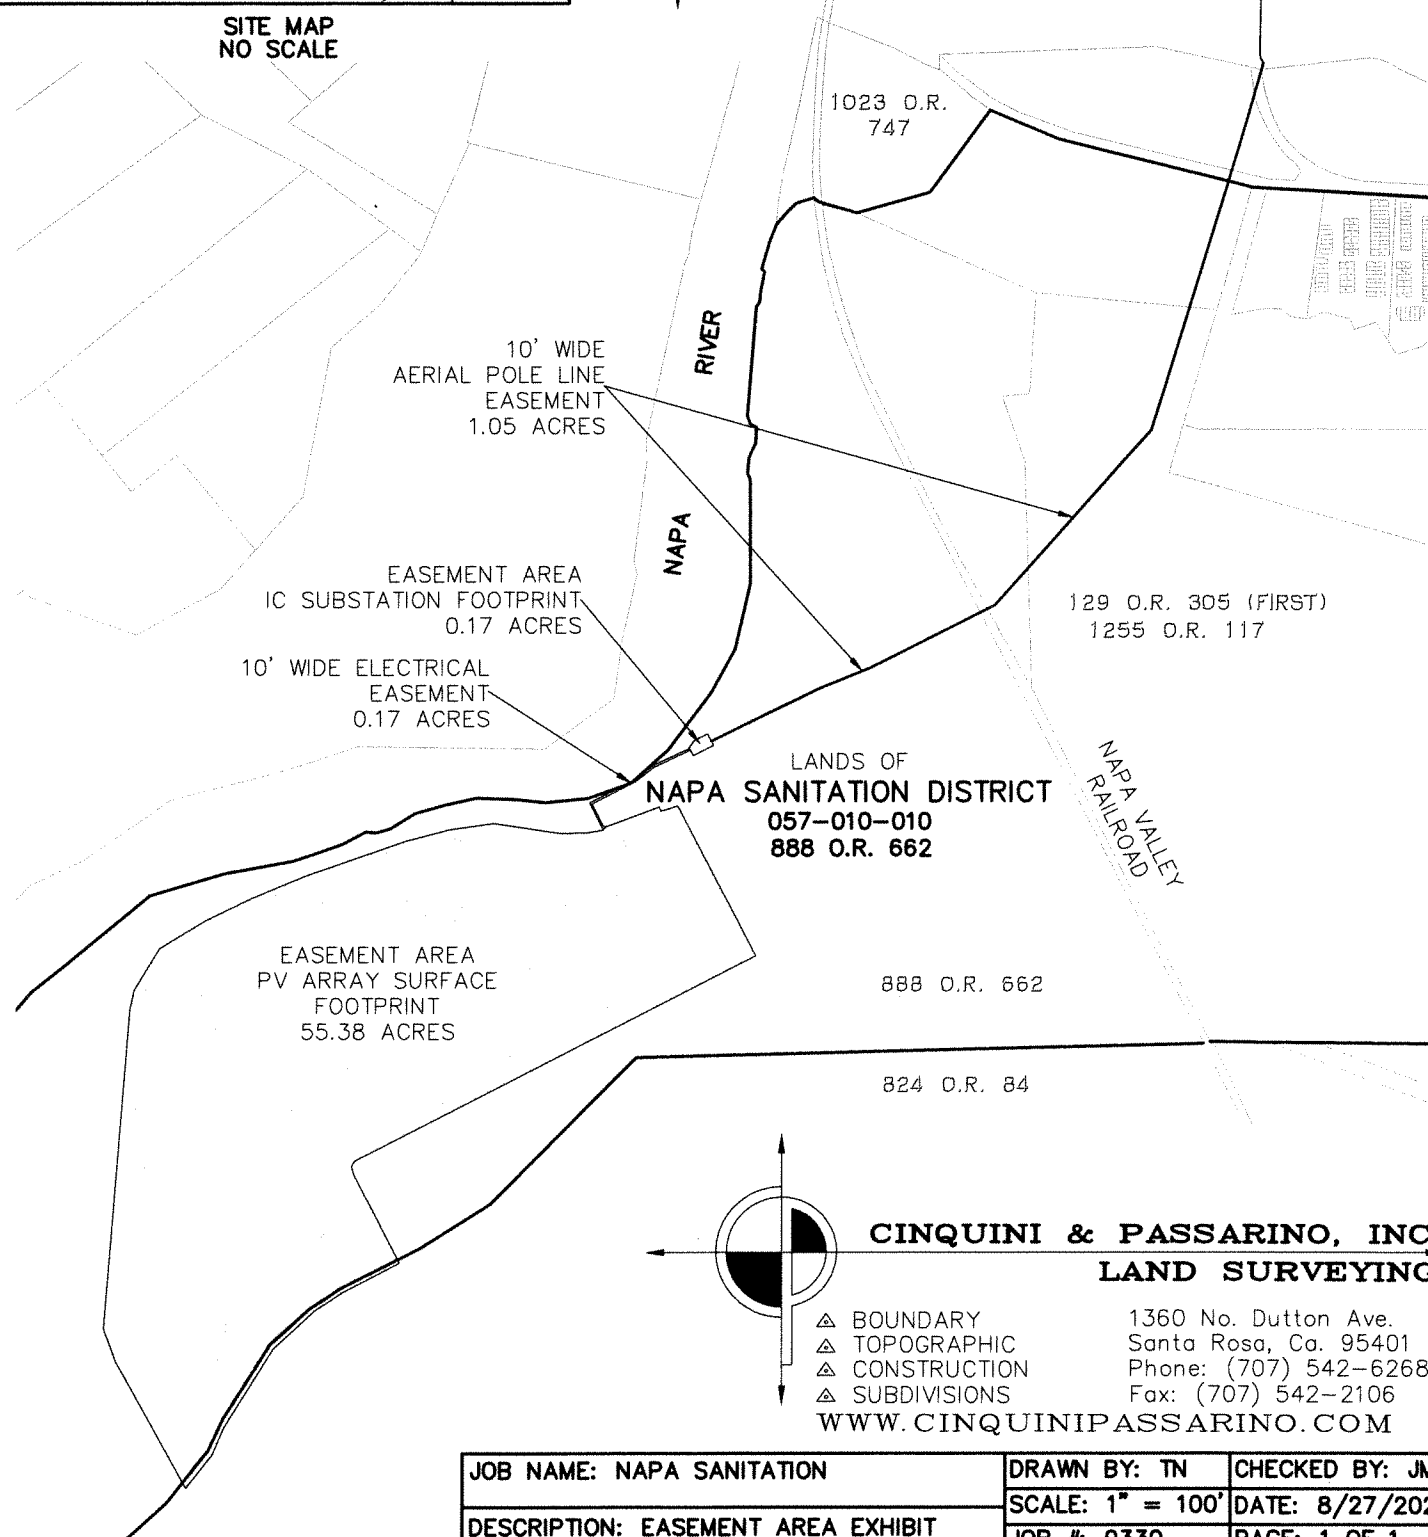 SITE MAP
NO SCALE
1023 O.R.
747
10' WIDE
AERIAL POLE LINE
EASEMENT
1.05 ACRES
RIVER
NAPA
EASEMENT AREA
IC SUBSTATION FOOTPRINT
0.17 ACRES
129 O.R. 305 (FIRST)
1255 O.R. 117
10' WIDE ELECTRICAL
EASEMENT
0.17 ACRES
LANDS OF
NAPA SANITATION DISTRICT
057-010-010
888 O.R. 662
NAPA VALLEY
RAILROAD
EASEMENT AREA
PV ARRAY SURFACE
FOOTPRINT
55.38 ACRES
888 O.R. 662
824 O.R. 84
CINQUINI & PASSARINO, INC
LAND SURVEYING
BOUNDARY
TOPOGRAPHIC
CONSTRUCTION
SUBDIVISIONS
1360 No. Dutton Ave.
Santa Rosa, Ca. 95401
Phone: (707) 542-6268
Fax: (707) 542-2106
WWW.CINQUINIPASSARINO.COM
JOB NAME: NAPA SANITATION
DRAWN BY: TN
CHECKED BY:
SCALE: 1" = 100'
DATE:
DESCRIPTION: EASEMENT AREA EXHIBIT